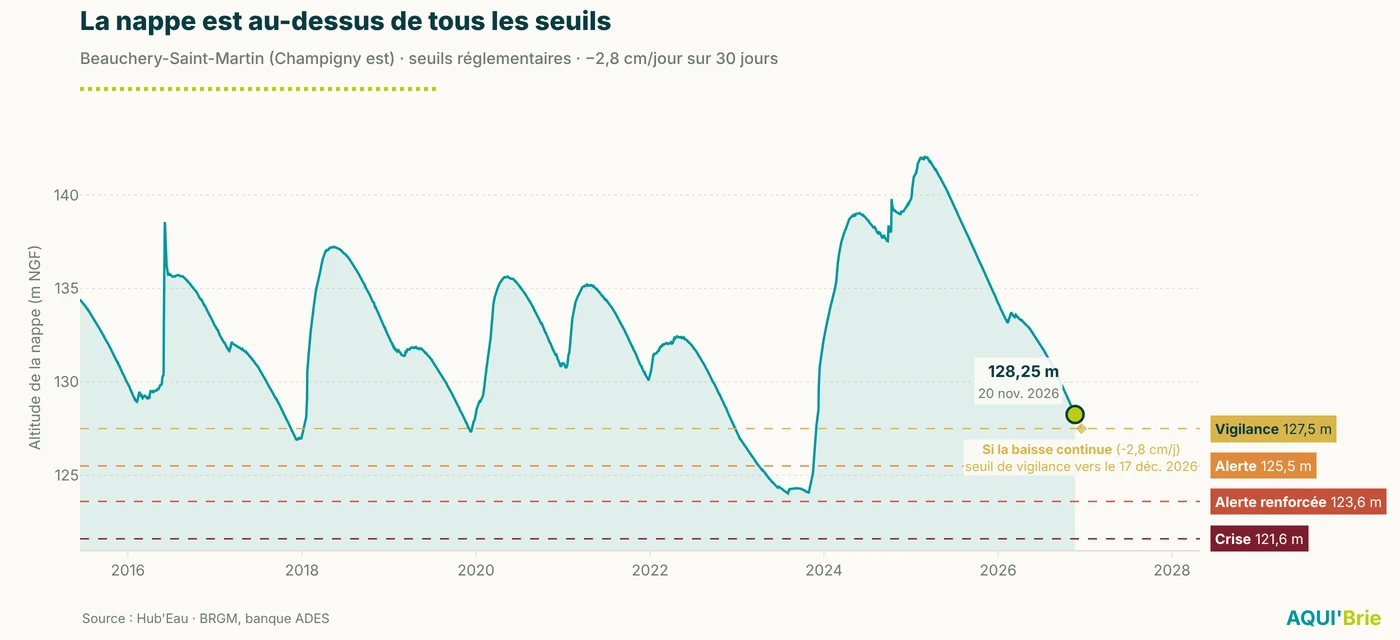 La nappe est au-dessus de tous les seuils
Beauchery-Saint-Martin (Champigny est) · seuils réglementaires · −2,8 cm/jour sur 30 jours
Altitude de la nappe (m NGF)
140
135
130
125
128,25 m
20 nov. 2026
Si la baisse continue (-2,8 cm/j)
seuil de vigilance vers le 17 déc. 2026
Vigilance 127,5 m
Alerte 125,5 m
Alerte renforcée 123,6 m
Crise 121,6 m
2016 2018 2020 2022 2024 2026 2028
Source : Hub'Eau · BRGM, banque ADES
AQUI'Brie